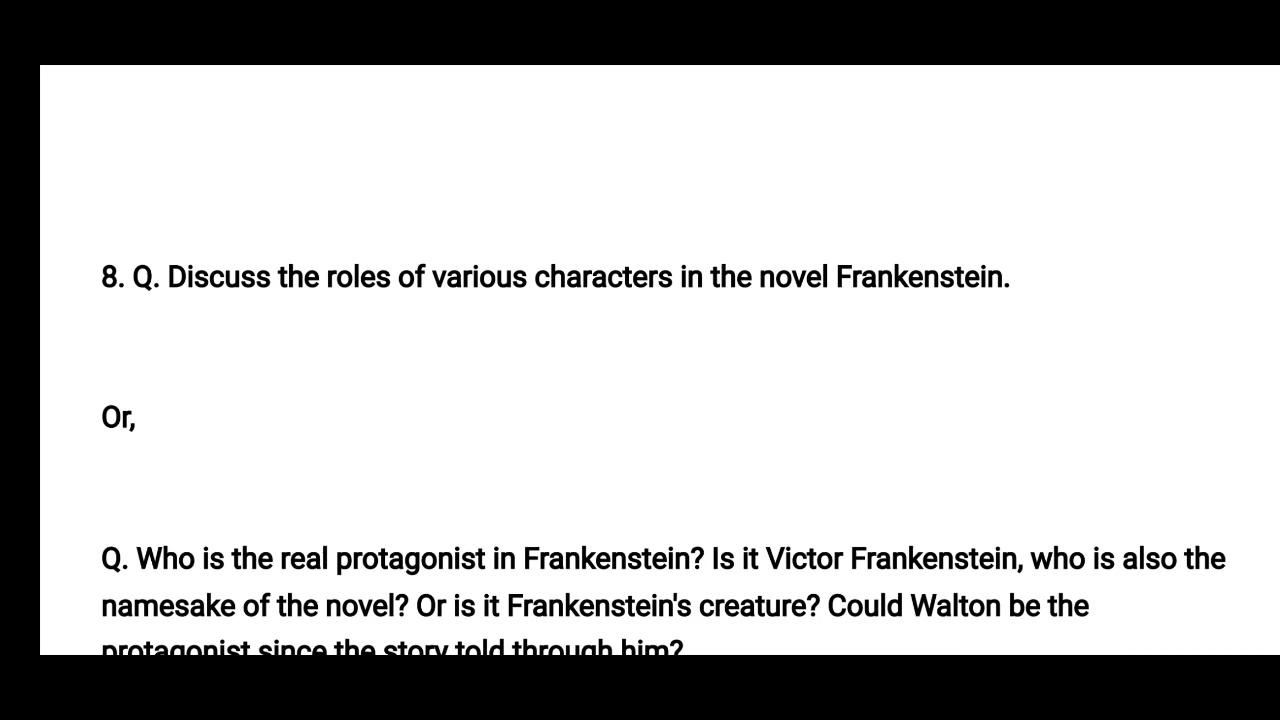 8. Q. Discuss the roles of various characters in the novel Frankenstein.
Or,
Q. Who is the real protagonist in Frankenstein? Is it Victor Frankenstein, who is also the
namesake of the novel? Or is it Frankenstein's creature? Could Walton be the
protagonist since the story told through him?